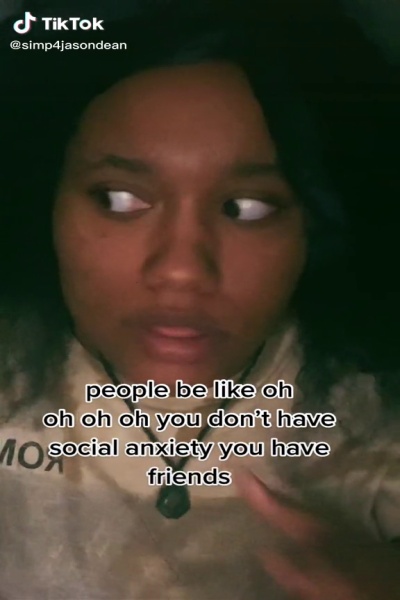 TikTok
@simp4jasondean
people be like oh
oh oh oh you don't have
social anxiety you have
friends